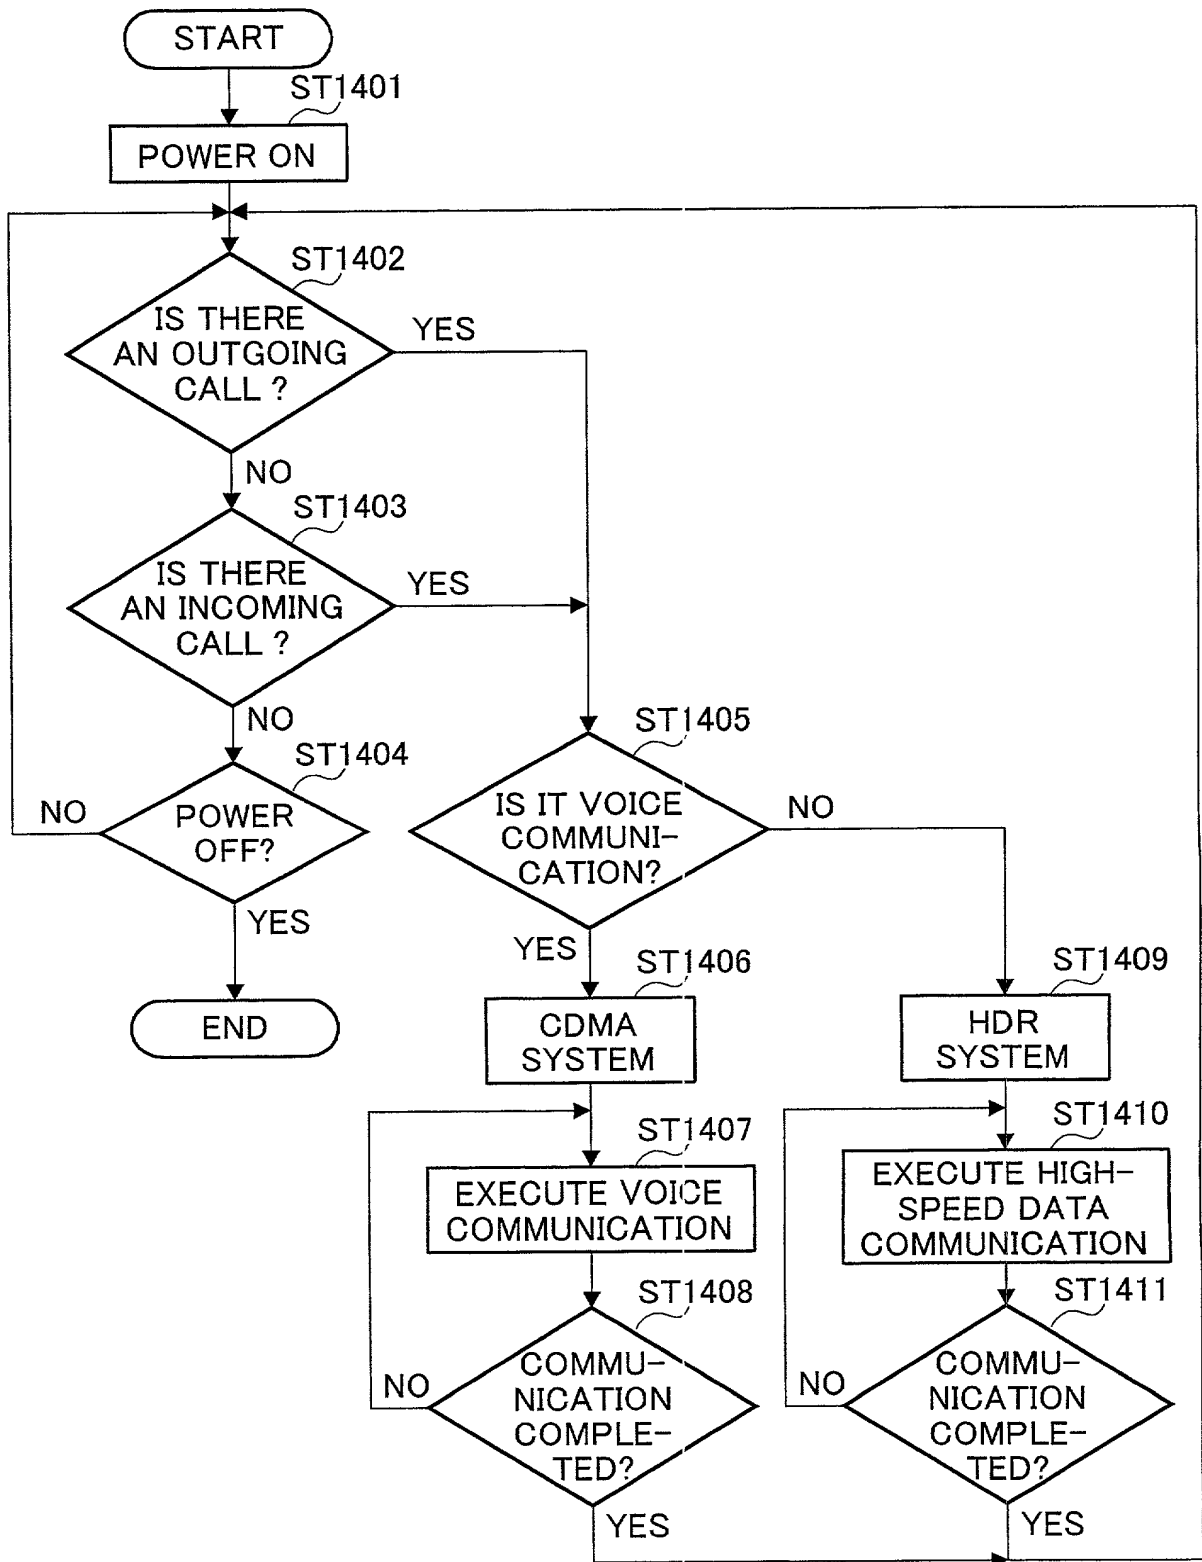 START
ST1401
POWER ON
ST1402
IS THERE
AN OUTGOING
CALL ?
YES
NO
ST1403
IS THERE
AN INCOMING
CALL ?
YES
NO
ST1404
POWER
OFF?
NO
YES
END
ST1405
IS IT VOICE
COMMUNI-
CATION?
NO
YES
ST1406
CDMA
SYSTEM
ST1407
EXECUTE VOICE
COMMUNICATION
ST1408
COMMU-
NICATION
COMPLE-
TED?
NO
YES
ST1409
HDR
SYSTEM
ST1410
EXECUTE HIGH-
SPEED DATA
COMMUNICATION
ST1411
COMMU-
NICATION
COMPLE-
TED?
NO
YES